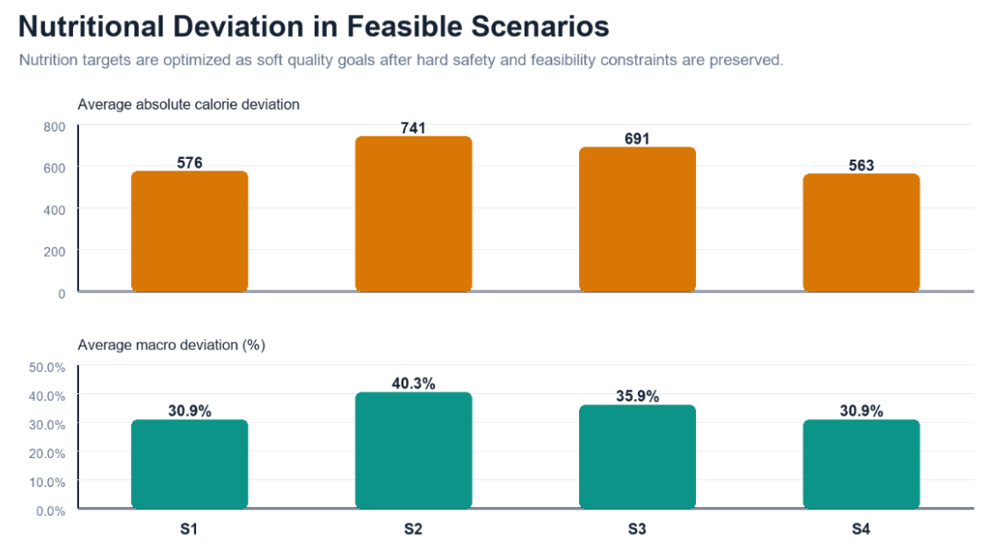 Nutritional Deviation in Feasible Scenarios
Nutrition targets are optimized as soft quality goals after hard safety and feasibility constraints are preserved.
Average absolute calorie deviation
800
600
400
200
0
576
741
691
563
Average macro deviation (%)
50.0%
40.0%
30.0%
20.0%
10.0%
0.0%
30.9%
40.3%
35.9%
30.9%
S1
S2
S3
S4